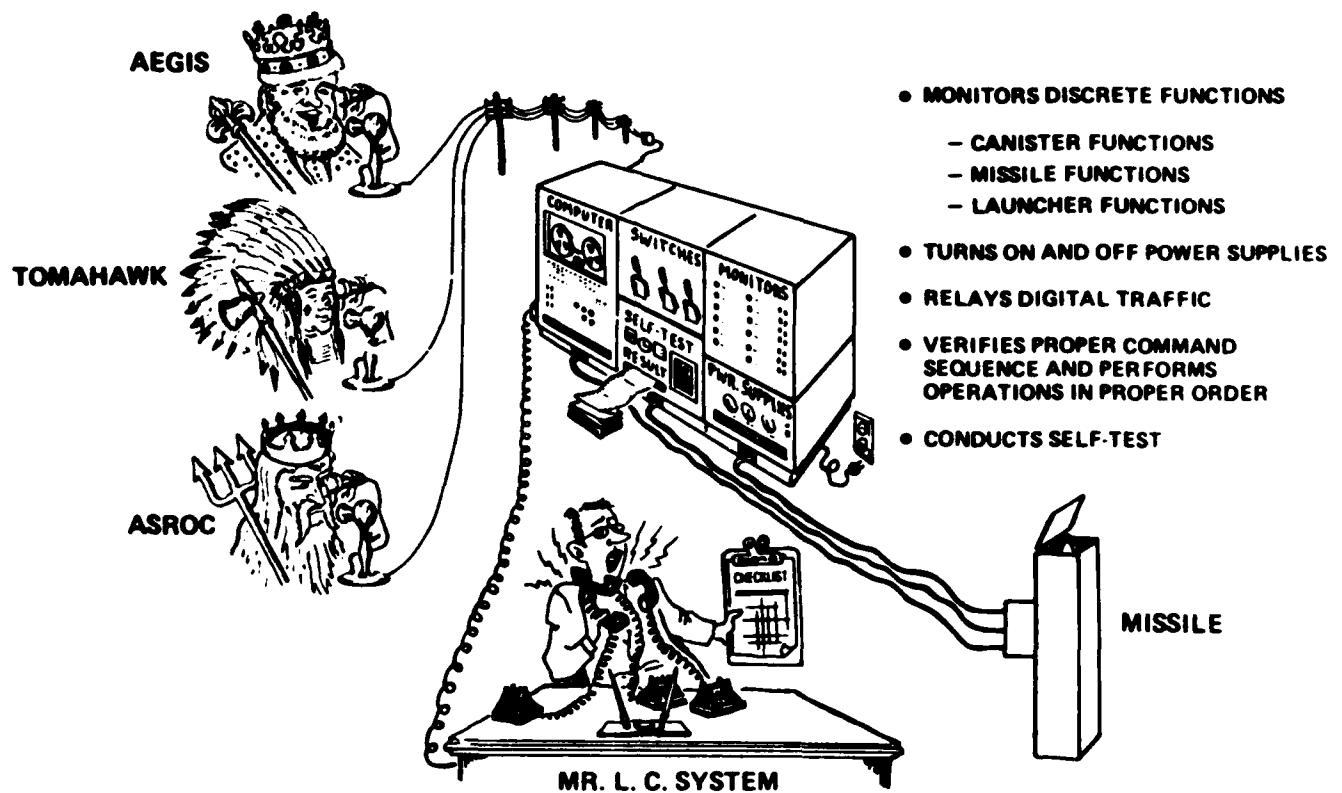 AEGIS
TOMAHAWK
ASROC
COMPUTER
SWITCHES
MONITORS
SELF-TEST
RESULT
PWR. SUPPLIES
CHECKLIST
MR. L. C. SYSTEM
MISSILE
• MONITORS DISCRETE FUNCTIONS
– CANISTER FUNCTIONS
– MISSILE FUNCTIONS
– LAUNCHER FUNCTIONS
• TURNS ON AND OFF POWER SUPPLIES
• RELAYS DIGITAL TRAFFIC
• VERIFIES PROPER COMMAND
SEQUENCE AND PERFORMS
OPERATIONS IN PROPER ORDER
• CONDUCTS SELF-TEST